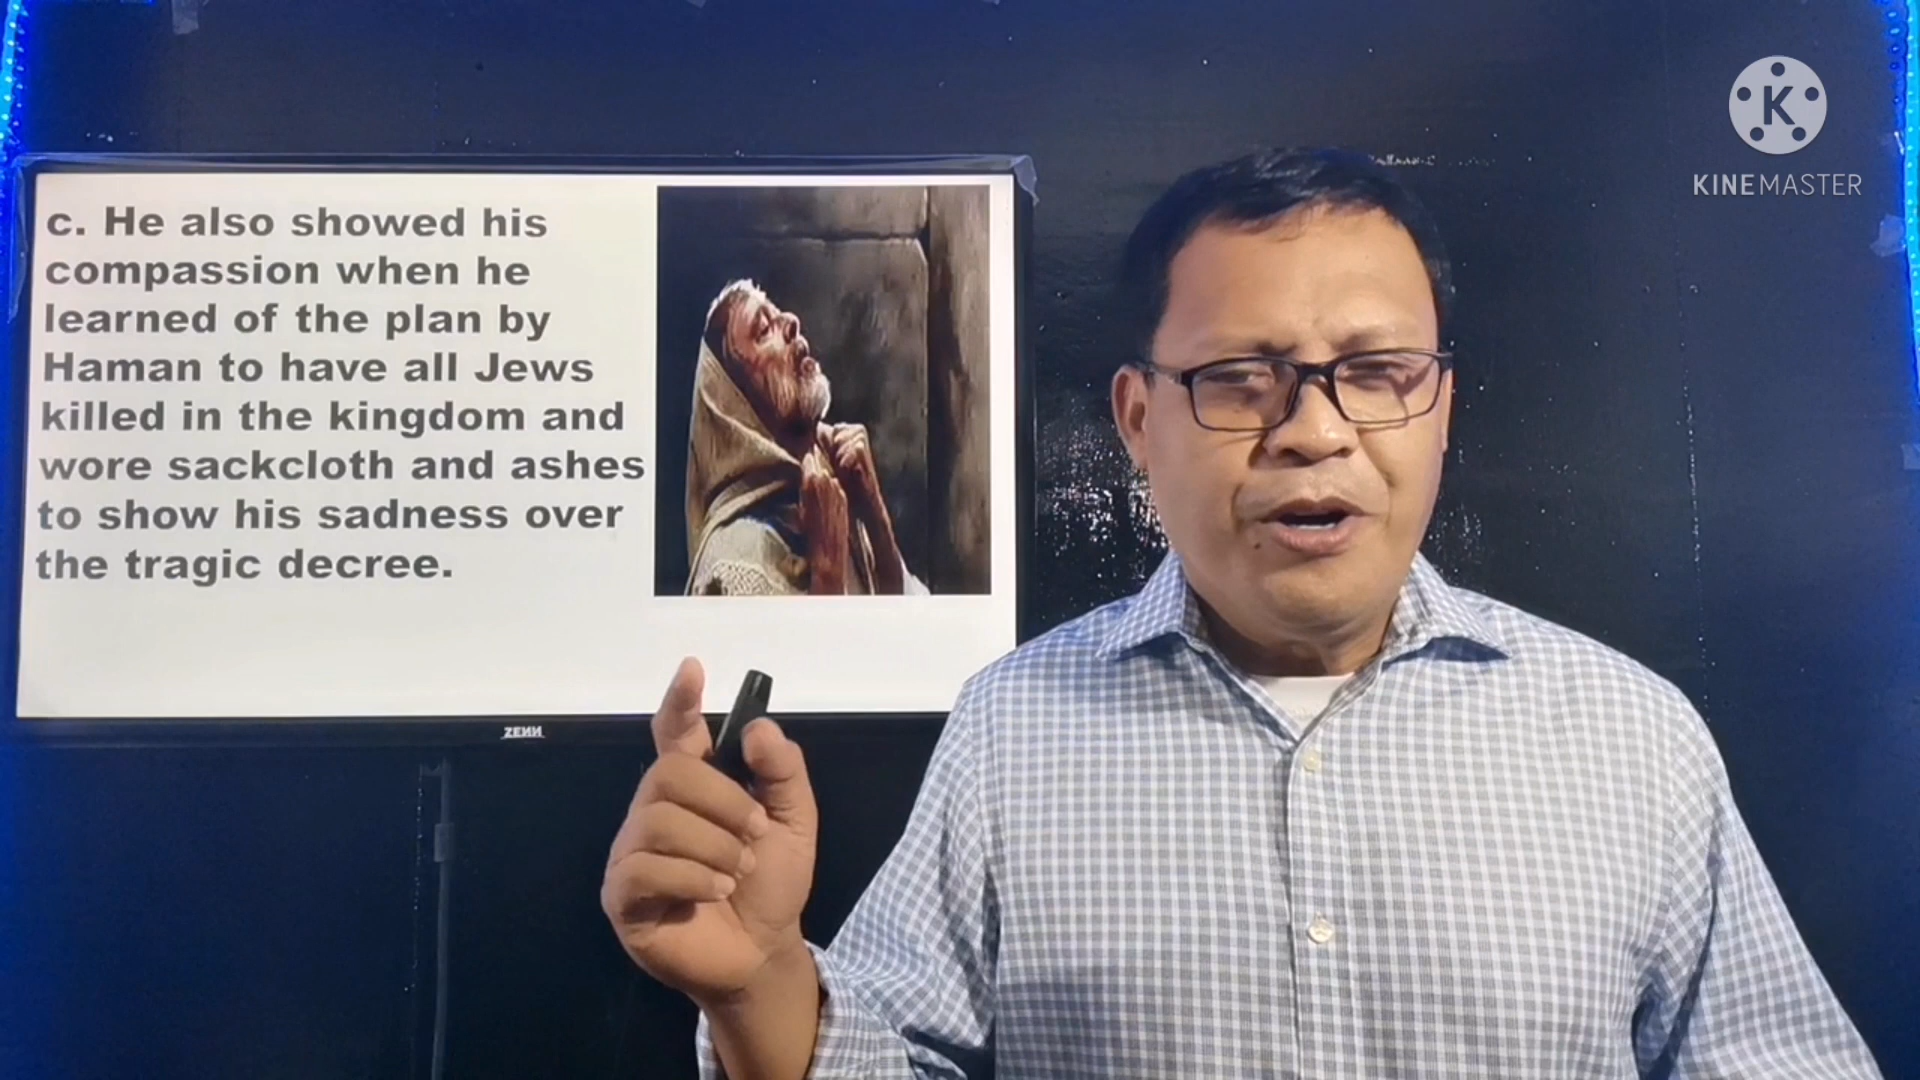 c. He also showed his
compassion when he
learned of the plan by
Haman to have all Jews
killed in the kingdom and
wore sackcloth and ashes
to show his sadness over
the tragic decree.
ZENN
K
KINEMASTER